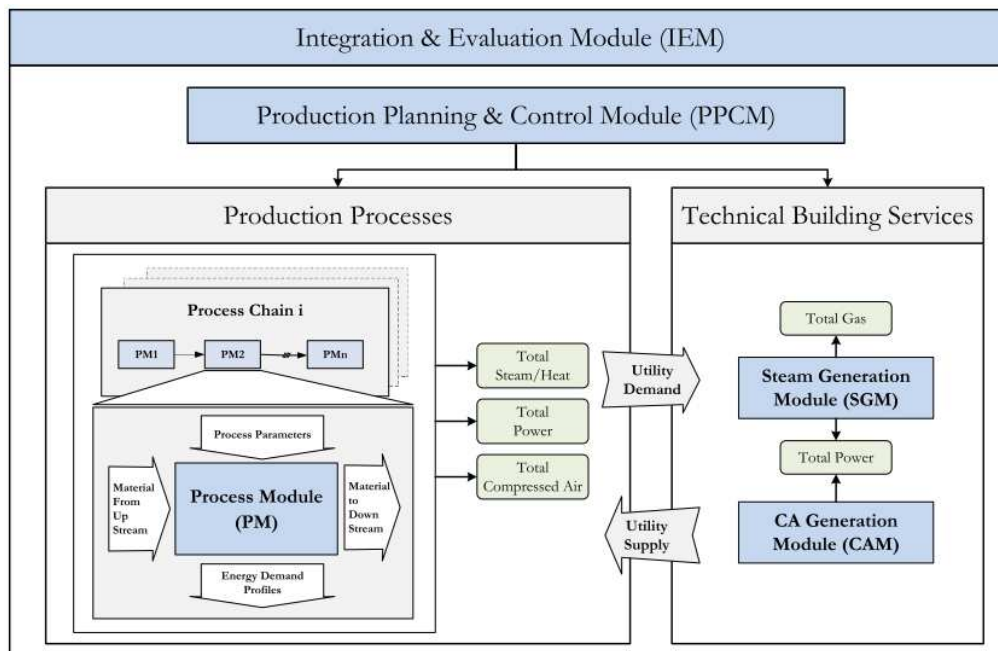 Integration & Evaluation Module (IEM)
Production Planning & Control Module (PPCM)
Production Processes
Process Chain i
PM1
PM2
PMn
Process Parameters
Material
From
Up
Stream
Process Module
(PM)
Material
to
Down
Stream
Energy Demand
Profiles
Total
Steam/Heat
Total
Power
Total
Compressed Air
Utility
Demand
Utility
Supply
Technical Building Services
Total Gas
Steam Generation
Module (SGM)
Total Power
CA Generation
Module (CAM)